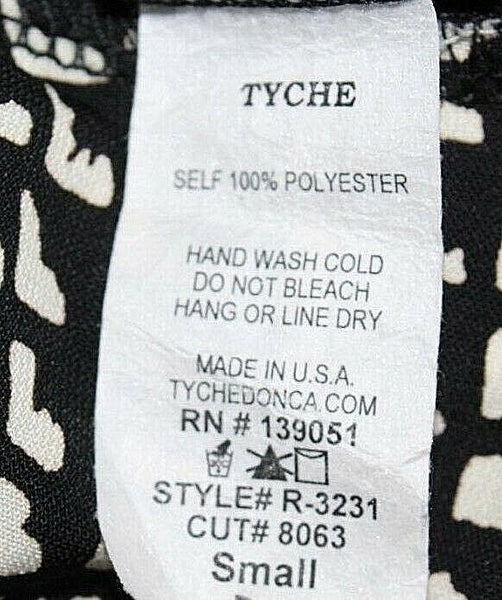 TYCHE
SELF 100% POLYESTER
HAND WASH COLD
DO NOT BLEACH
HANG OR LINE DRY
MADE IN U.S.A.
TYCHEDONCA.COM
RN # 139051
STYLE# R-3231
CUT# 8063
Small